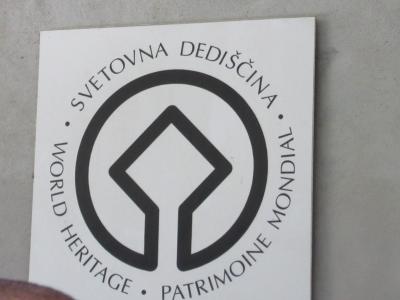 SVETOVNA DEDIŠČINA •
PATRIMOINE MONDIAL
• WORLD HERITAGE •